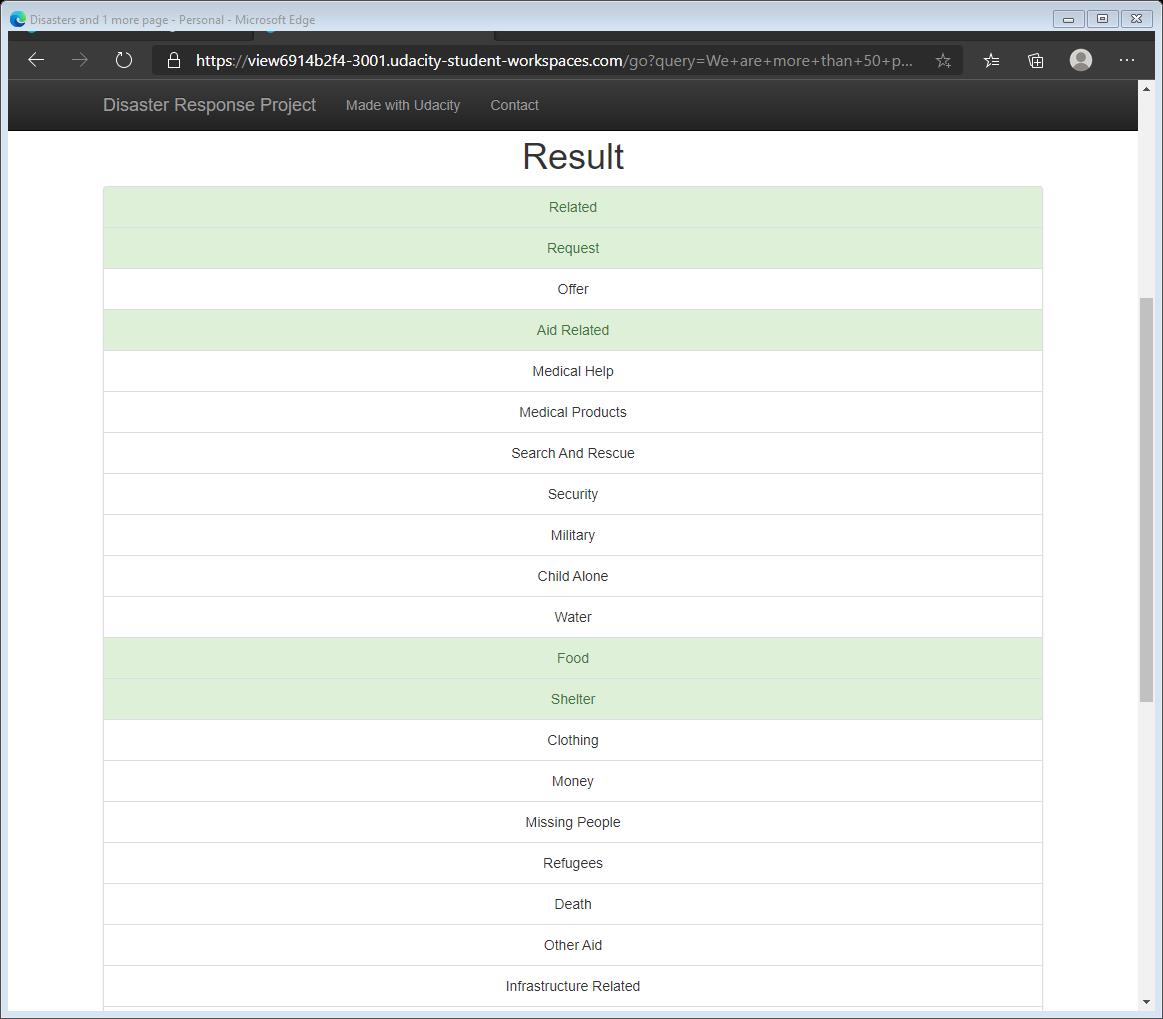 Disasters and 1 more page - Personal - Microsoft Edge
https://view6914b2f4-3001.udacity-student-workspaces.com/go?query=We+are+more+than+50+p...
Disaster Response Project Made with Udacity Contact
Result
Related
Request
Offer
Aid Related
Medical Help
Medical Products
Search And Rescue
Security
Military
Child Alone
Water
Food
Shelter
Clothing
Money
Missing People
Refugees
Death
Other Aid
Infrastructure Related